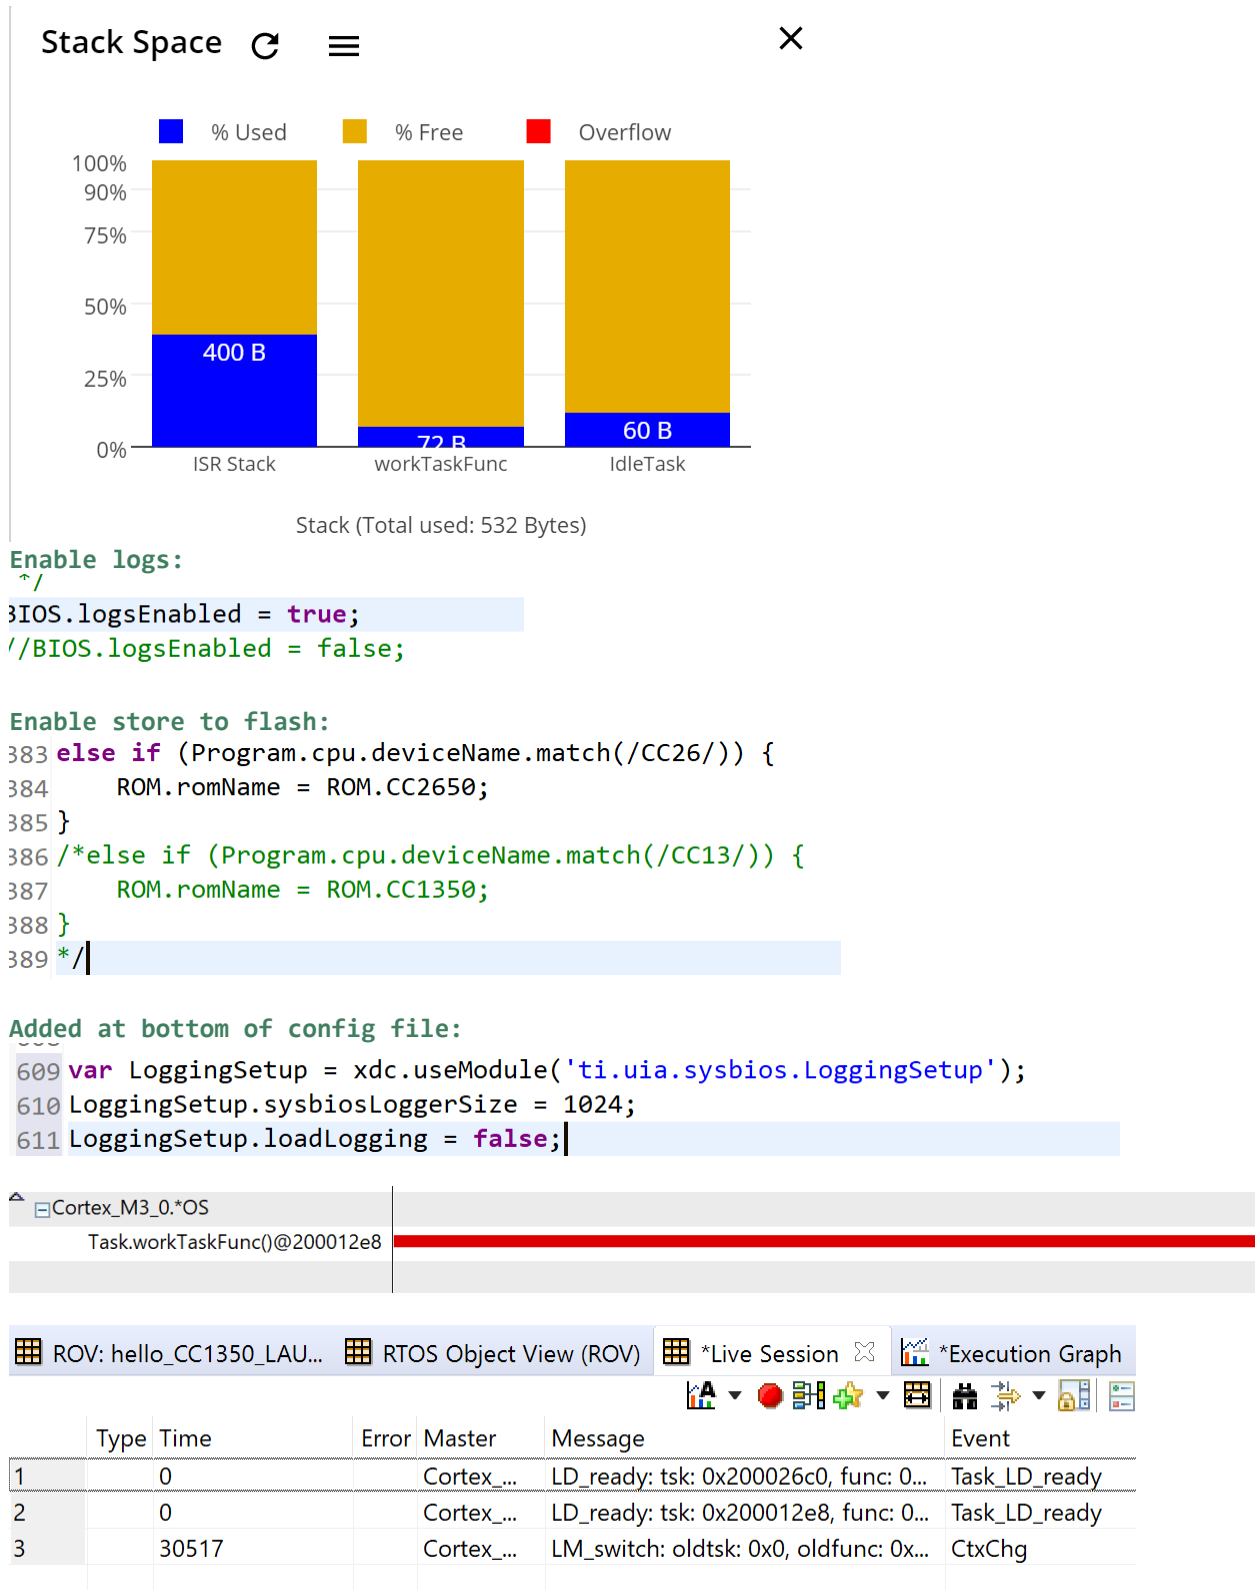 Stack Space
% Used % Free Overflow
100%
90%
75%
50%
25%
0%
400 B
72 B
60 B
ISR Stack workTaskFunc IdleTask
Stack (Total used: 532 Bytes)
Enable logs:
*/
BIOS.logsEnabled = true;
//BIOS.logsEnabled = false;
Enable store to flash:
383 else if (Program.cpu.deviceName.match(/CC26/)) {
384 ROM.romName = ROM.CC2650;
385 }
386 /*else if (Program.cpu.deviceName.match(/CC13/)) {
387 ROM.romName = ROM.CC1350;
388 }
389 */
Added at bottom of config file:
609 var LoggingSetup = xdc.useModule('ti.uia.sysbios.LoggingSetup');
610 LoggingSetup.sysbiosLoggerSize = 1024;
611 LoggingSetup.loadLogging = false;
Cortex_M3_0.*OS
Task.workTaskFunc()@200012e8
ROV: hello_CC1350_LAU... RTOS Object View (ROV) *Live Session *Execution Graph
Type Time Error Master Message Event
1 0 Cortex_... LD_ready: tsk: 0x200026c0, func: 0... Task_LD_ready
2 0 Cortex_... LD_ready: tsk: 0x200012e8, func: 0... Task_LD_ready
3 30517 Cortex_... LM_switch: oldtsk: 0x0, oldfunc: 0x... CtxChg